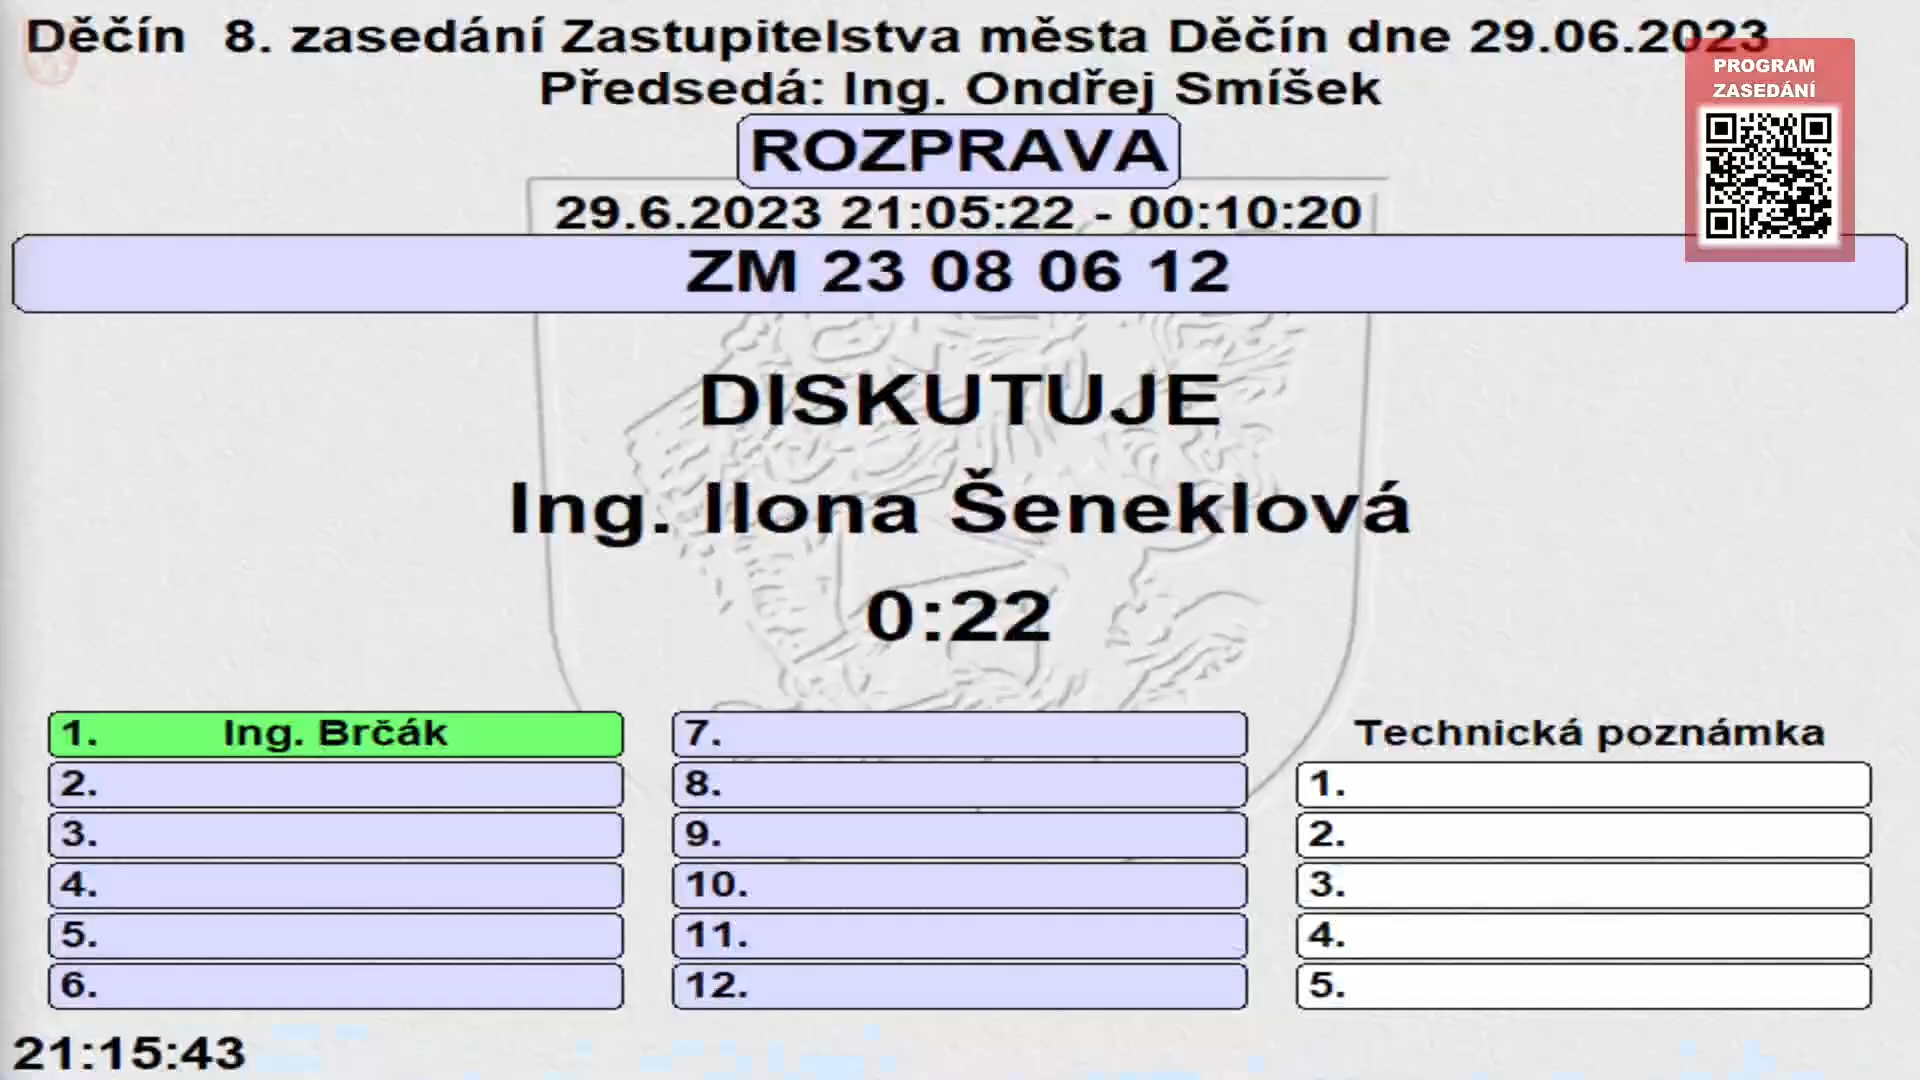 Děčín 8. zasedání Zastupitelstva města Děčín dne 29.06.2023
Předsedá: Ing. Ondřej Smíšek
PROGRAM
ZASEDÁNÍ
ROZPRAVA
29.6.2023 21:05:22 - 00:10:20
ZM 23 08 06 12
DISKUTUJE
Ing. Ilona Šeneklová
0:22
1. Ing. Brčák
2.
3.
4.
5.
6.
7.
8.
9.
10.
11.
12.
Technická poznámka
1.
2.
3.
4.
5.
21:15:43